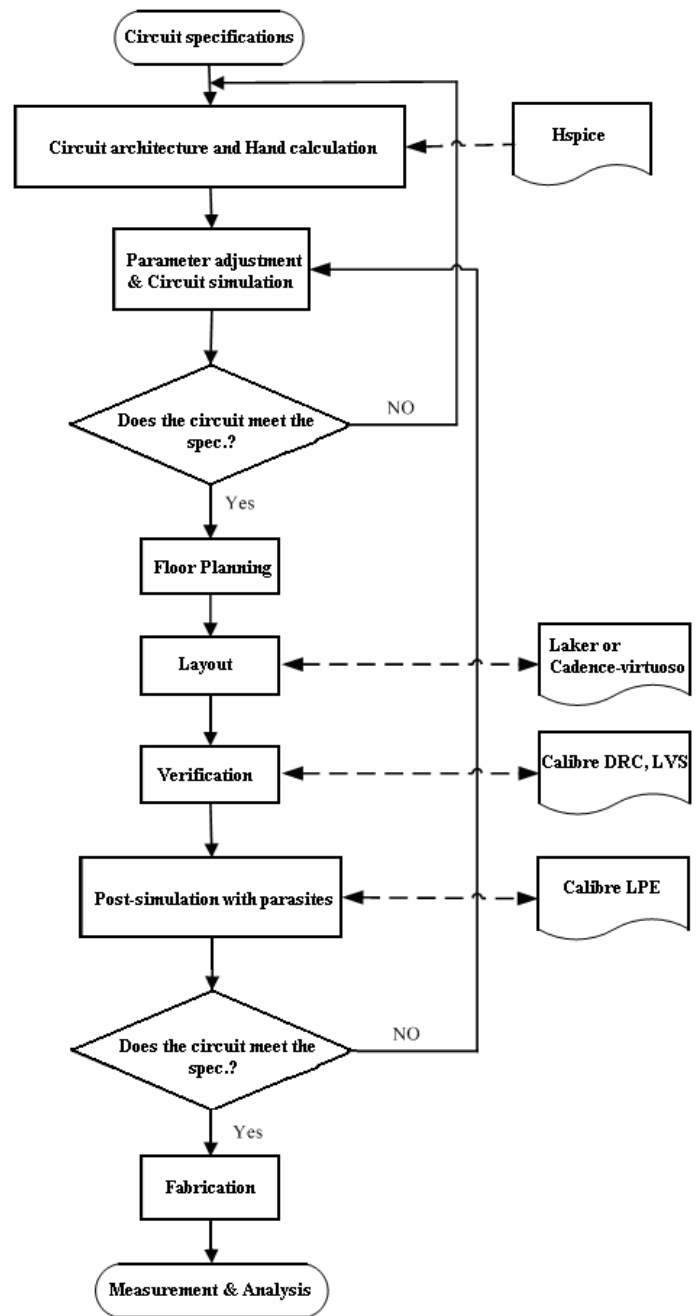 Circuit specifications
Circuit architecture and Hand calculation
Hspice
Parameter adjustment
& Circuit simulation
Does the circuit meet the
spec.?
NO
Yes
Floor Planning
Layout
Laker or
Cadence-virtuoso
Verification
Calibre DRC, LVS
Post-simulation with parasites
Calibre LPE
Does the circuit meet the
spec.?
NO
Yes
Fabrication
Measurement & Analysis